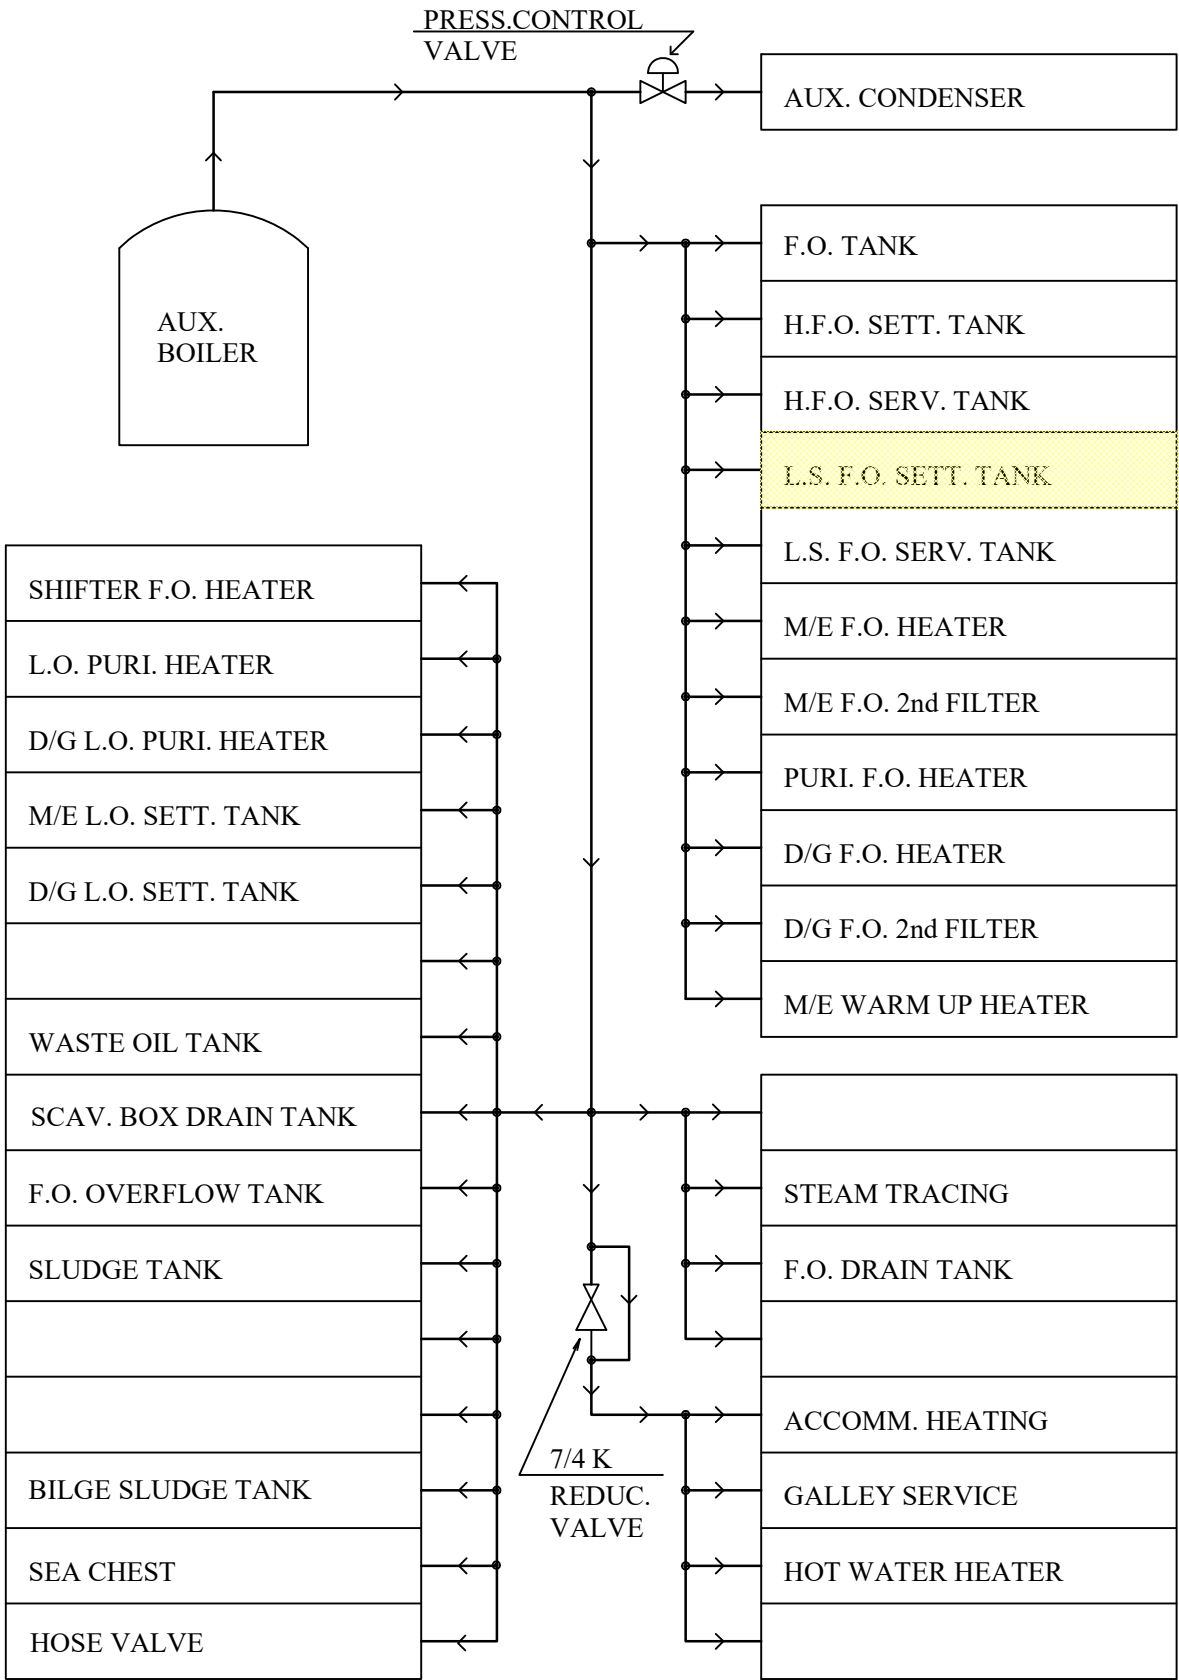 PRESS.CONTROL
VALVE
AUX. CONDENSER
AUX.
BOILER
F.O. TANK
H.F.O. SETT. TANK
H.F.O. SERV. TANK
L.S. F.O. SETT. TANK
L.S. F.O. SERV. TANK
M/E F.O. HEATER
M/E F.O. 2nd FILTER
PURI. F.O. HEATER
D/G F.O. HEATER
D/G F.O. 2nd FILTER
M/E WARM UP HEATER
SHIFTER F.O. HEATER
L.O. PURI. HEATER
D/G L.O. PURI. HEATER
M/E L.O. SETT. TANK
D/G L.O. SETT. TANK
WASTE OIL TANK
SCAV. BOX DRAIN TANK
F.O. OVERFLOW TANK
SLUDGE TANK
BILGE SLUDGE TANK
SEA CHEST
HOSE VALVE
7/4 K
REDUC.
VALVE
STEAM TRACING
F.O. DRAIN TANK
ACCOMM. HEATING
GALLEY SERVICE
HOT WATER HEATER